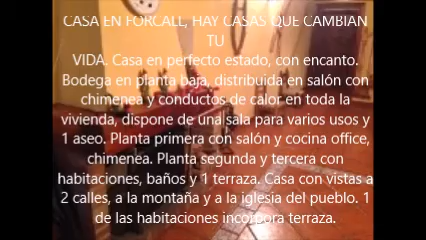 CASA EN FORCALL, HAY CASAS QUE CAMBIAN
TU
VIDA. Casa en perfecto estado, con encanto.
Bodega en planta baja, distribuida en salón con
chimenea y conductos de calor en toda la
vivienda, dispone de una sala para varios usos y
1 aseo. Planta primera con salón y cocina office,
chimenea. Planta segunda y tercera con
habitaciones, baños y 1 terraza. Casa con vistas a
2 calles, a la montaña y a la iglesia del pueblo. 1
de las habitaciones incorpora terraza.